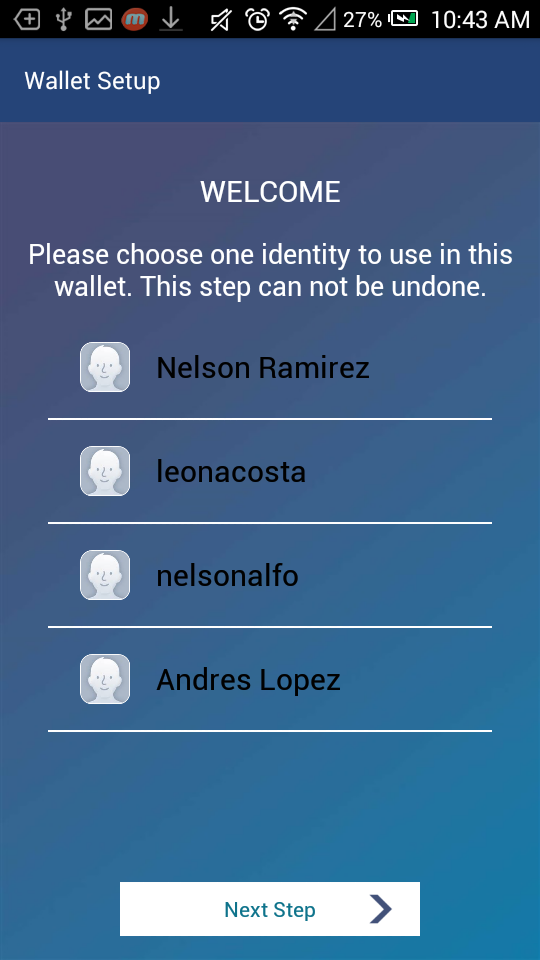 27% 10:43 AM
Wallet Setup
WELCOME
Please choose one identity to use in this
wallet. This step can not be undone.
Nelson Ramirez
leonacosta
nelsonalfo
Andres Lopez
Next Step